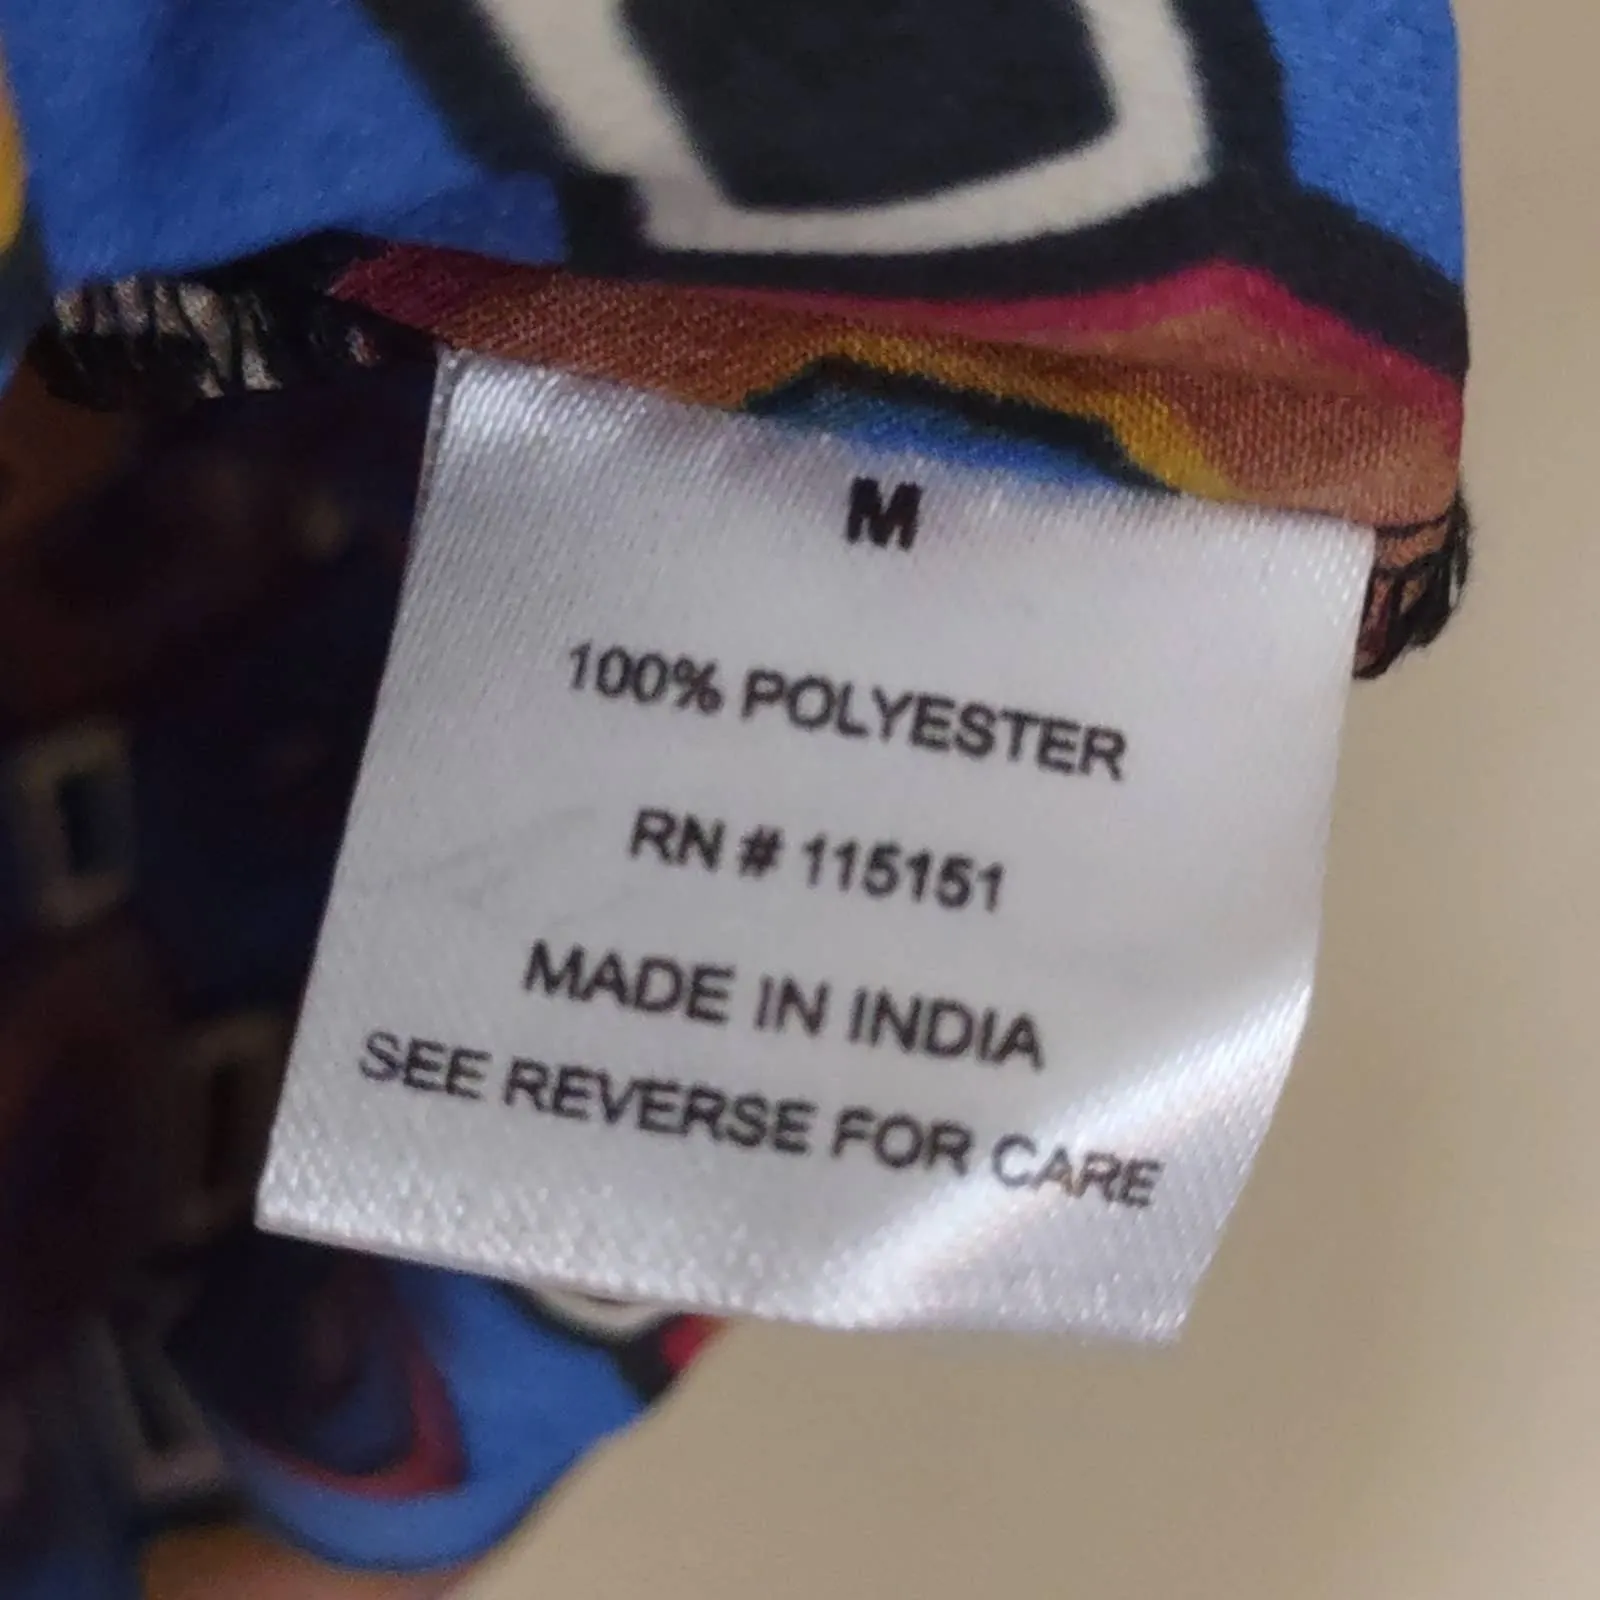 M
100% POLYESTER
RN # 115151
MADE IN INDIA
SEE REVERSE FOR CARE